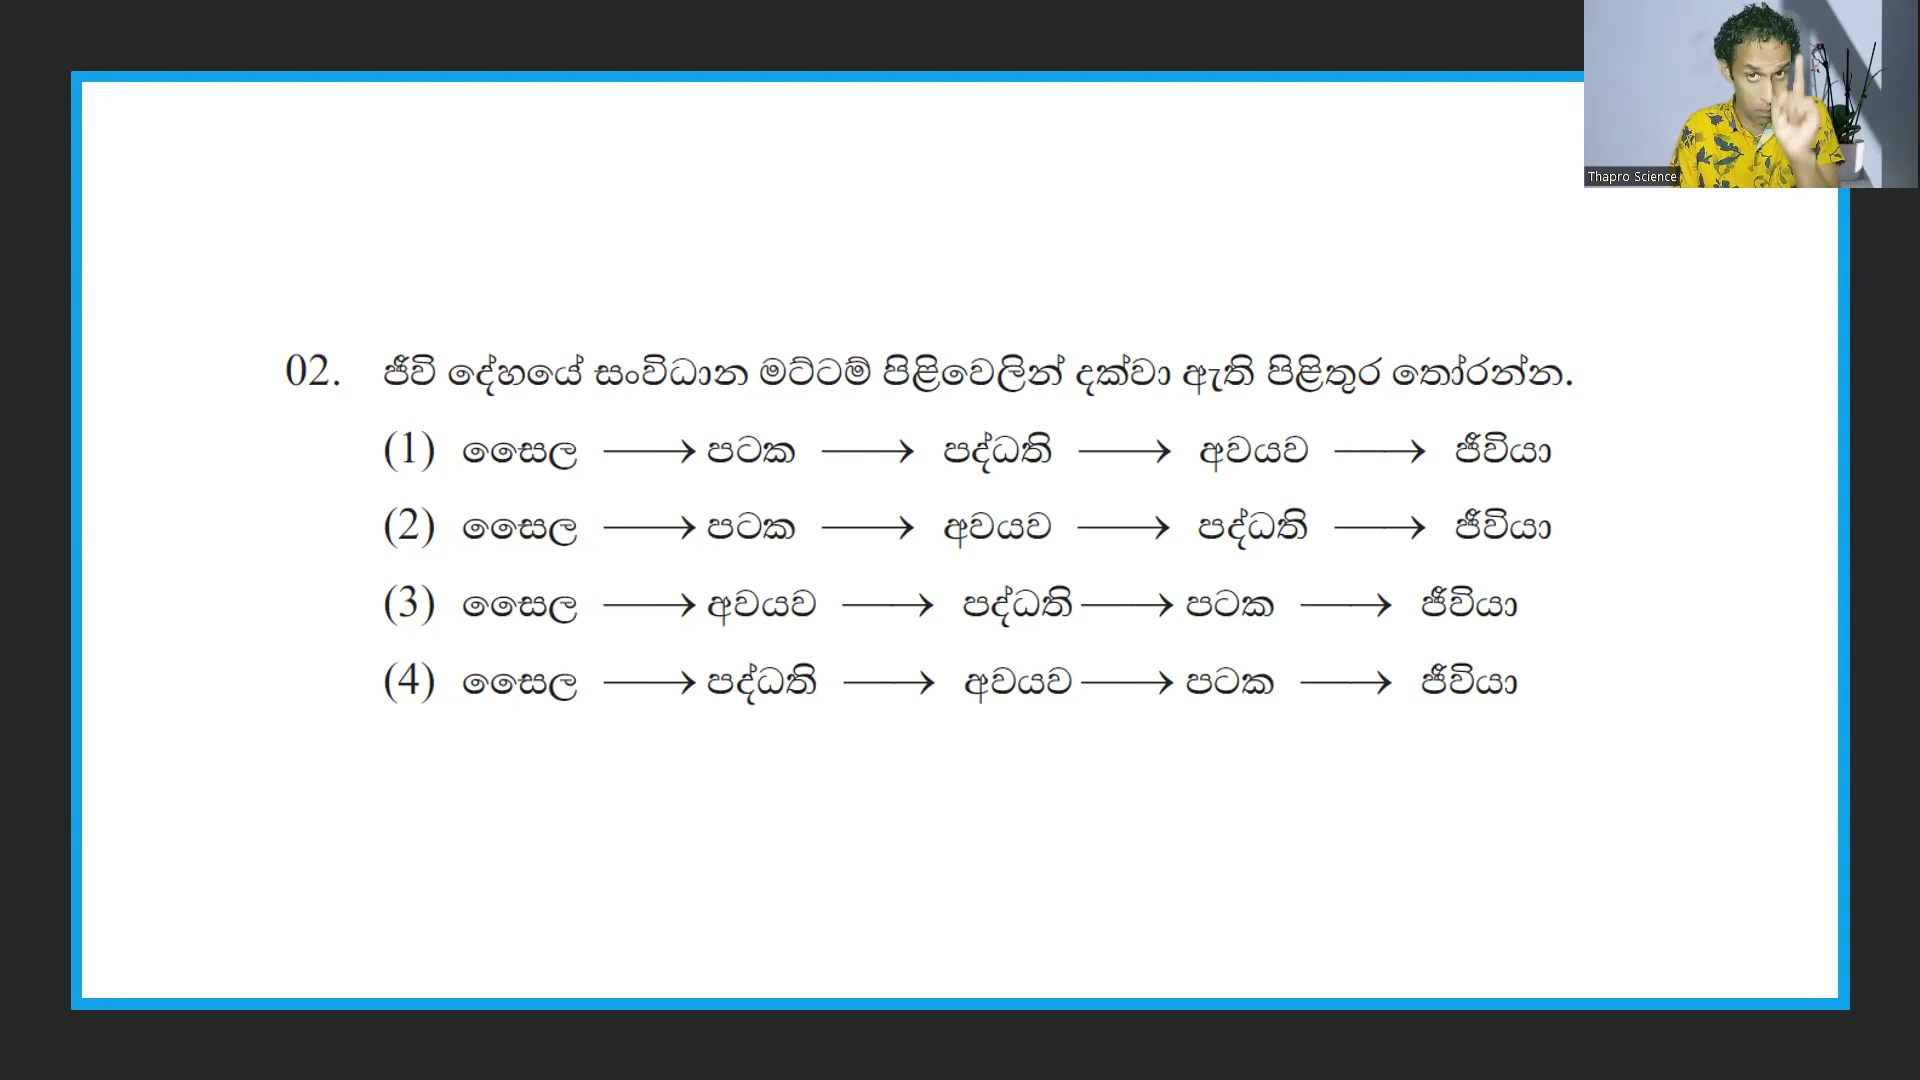 Thapro Science
02. ජීවි දේහයේ සංවිධාන මට්ටම් පිළිවෙලින් දක්වා ඇති පිළිතුර තෝරන්න.
(1) සෛල ⟶ පටක ⟶ පද්ධති ⟶ අවයව ⟶ ජීවියා
(2) සෛල ⟶ පටක ⟶ අවයව ⟶ පද්ධති ⟶ ජීවියා
(3) සෛල ⟶ අවයව ⟶ පද්ධති ⟶ පටක ⟶ ජීවියා
(4) සෛල ⟶ පද්ධති ⟶ අවයව ⟶ පටක ⟶ ජීවියා